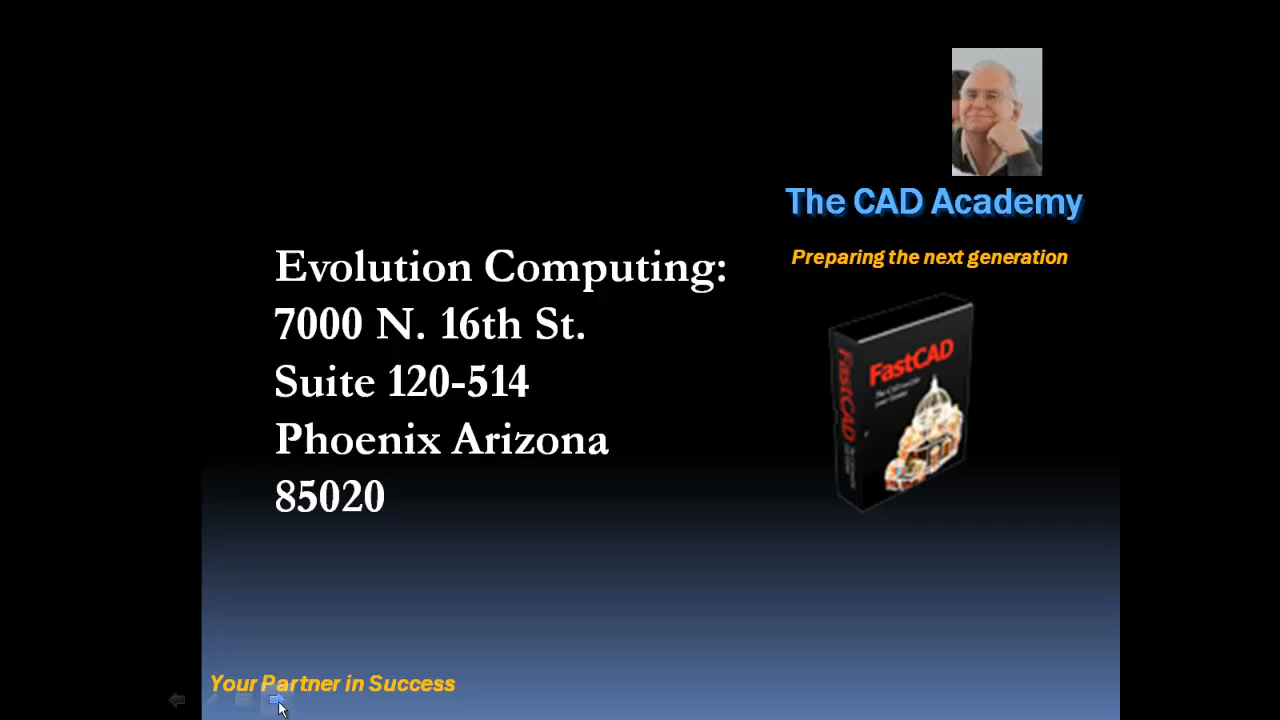 The CAD Academy
Preparing the next generation
Evolution Computing:
7000 N. 16th St.
Suite 120-514
Phoenix Arizona
85020
FastCAD
FastCAD
Your Partner in Success